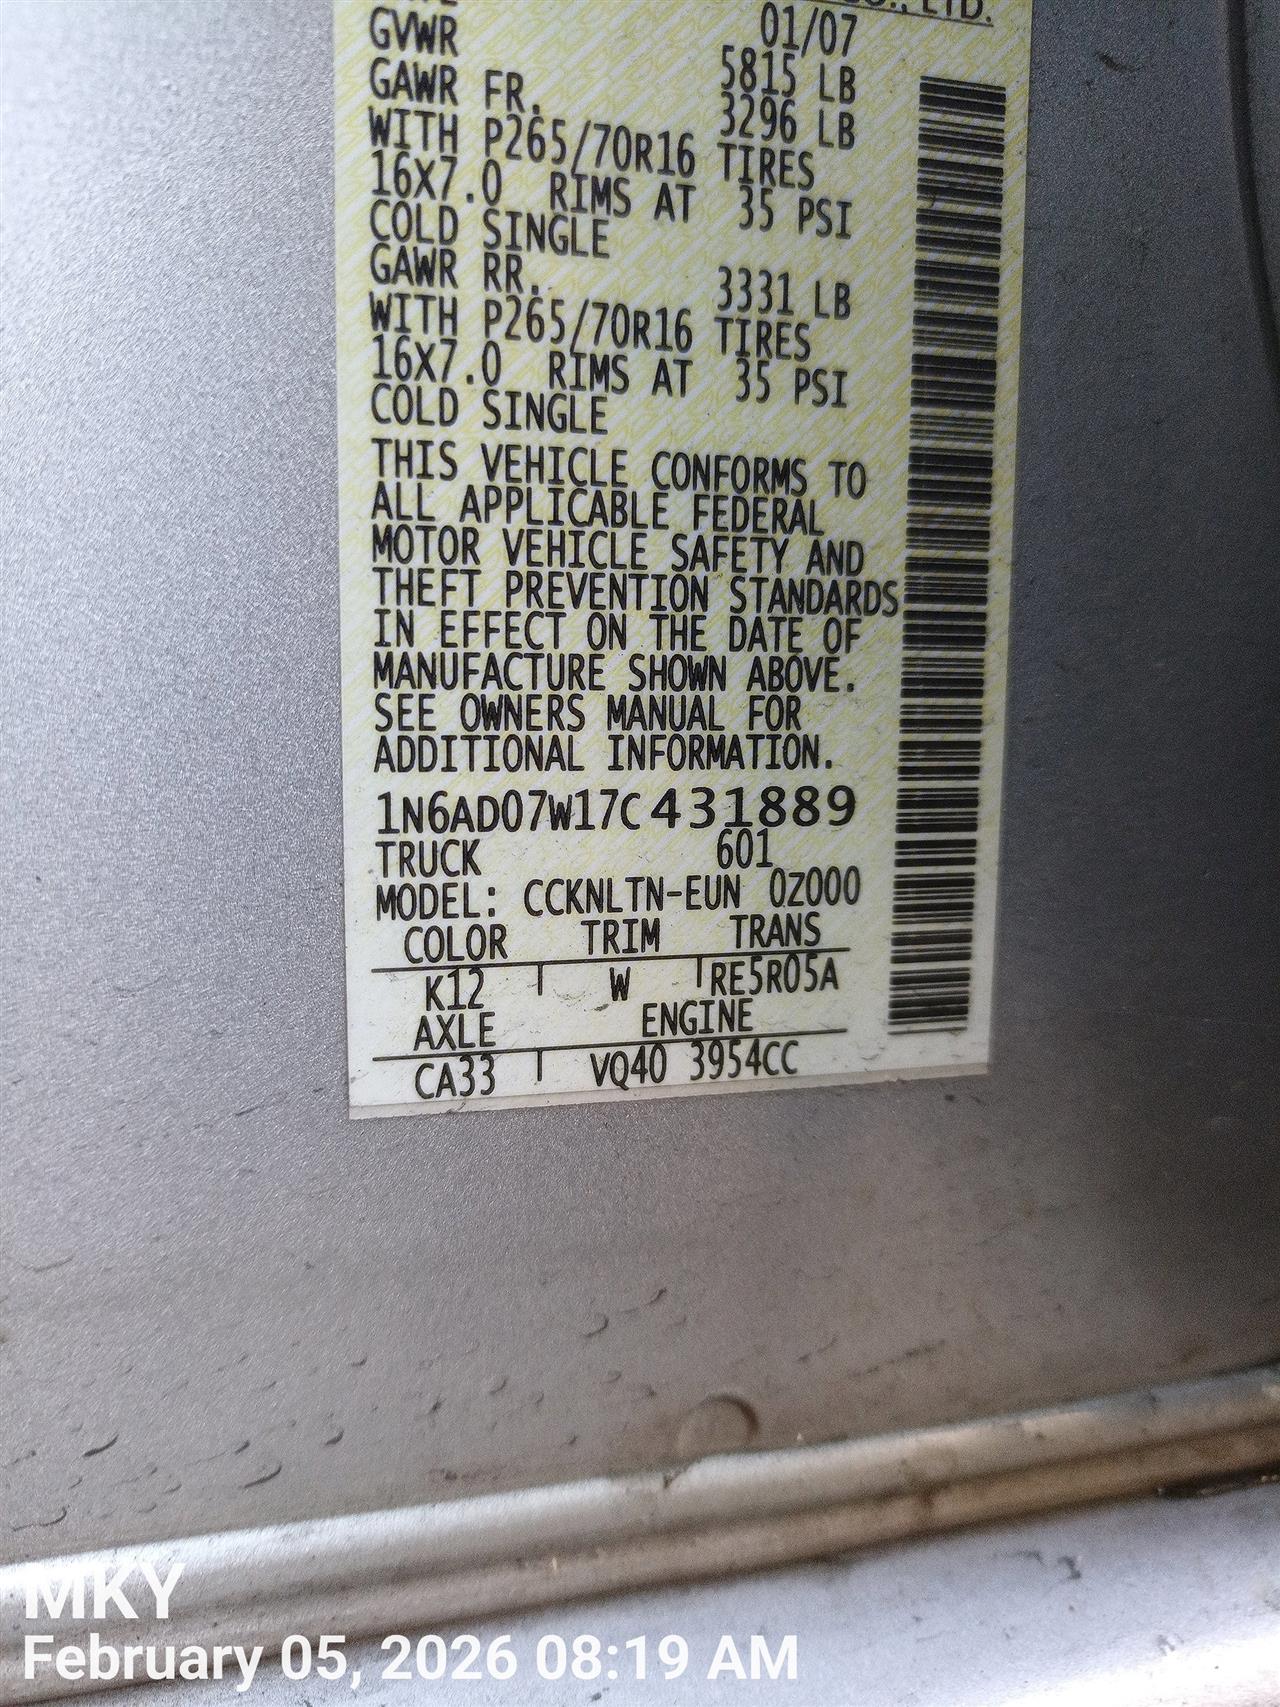 CO., LTD.
01/07
GVWR 5815 LB
GAWR FR. 3296 LB
WITH P265/70R16 TIRES
16X7.0 RIMS AT 35 PSI
COLD SINGLE
GAWR RR. 3331 LB
WITH P265/70R16 TIRES
16X7.0 RIMS AT 35 PSI
COLD SINGLE
THIS VEHICLE CONFORMS TO
ALL APPLICABLE FEDERAL
MOTOR VEHICLE SAFETY AND
THEFT PREVENTION STANDARDS
IN EFFECT ON THE DATE OF
MANUFACTURE SHOWN ABOVE.
SEE OWNERS MANUAL FOR
ADDITIONAL INFORMATION.
1N6AD07W17C431889
TRUCK 601
MODEL: CCKNLTN-EUN 0Z000
COLOR TRIM TRANS
K12 W RE5R05A
AXLE ENGINE
CA33 VQ40 3954CC
MKY
February 05, 2026 08:19 AM